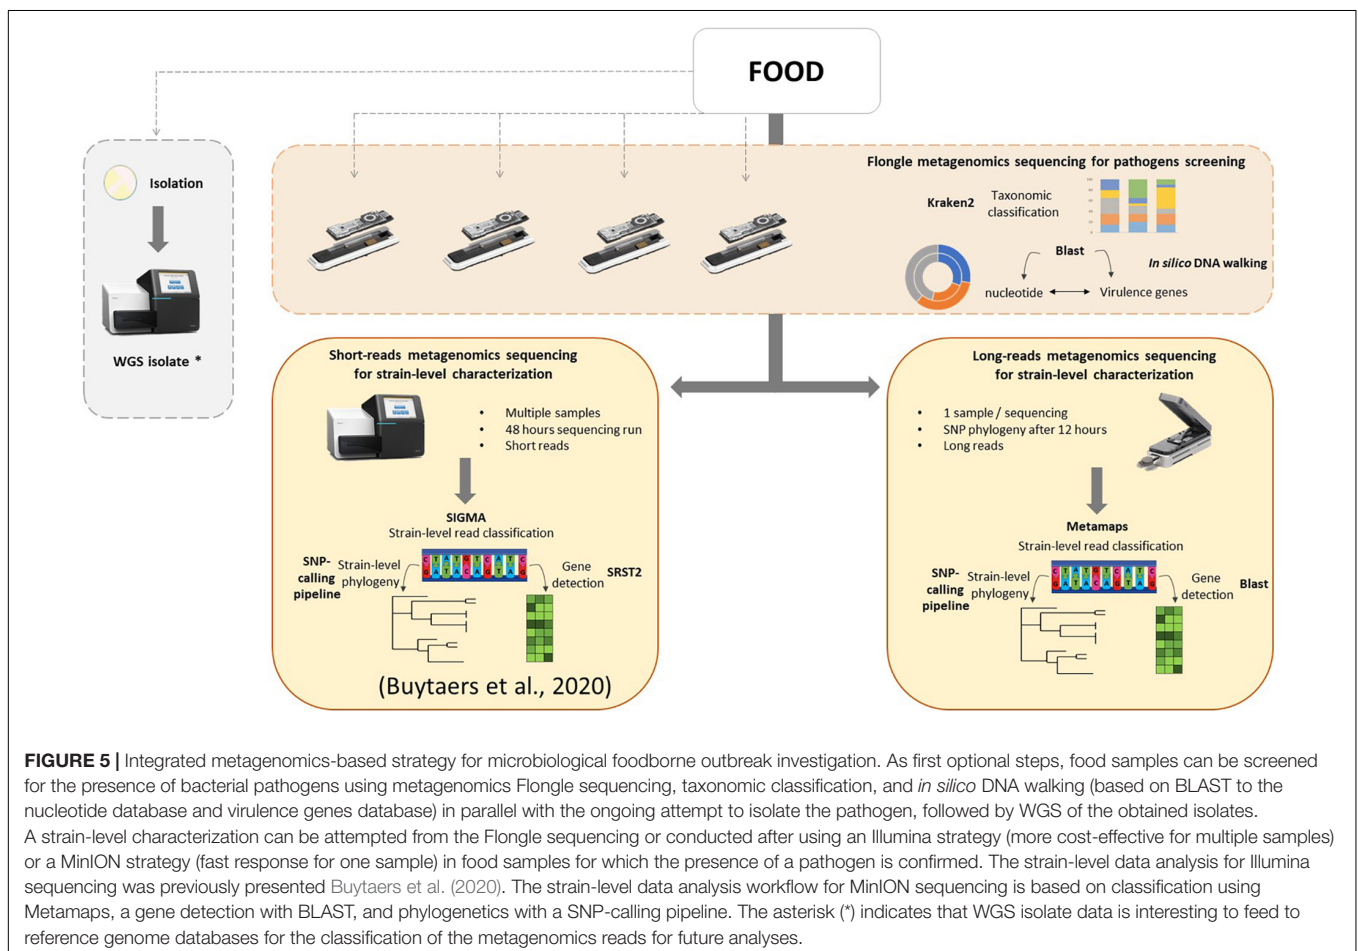 FOOD
Isolation
WGS isolate *
Flongle metagenomics sequencing for pathogens screening
Kraken2
Taxonomic
classification
Blast
In silico DNA walking
nucleotide
Virulence genes
Short-reads metagenomics sequencing
for strain-level characterization
• Multiple samples
• 48 hours sequencing run
• Short reads
SIGMA
Strain-level read classification
SNP-
calling
pipeline
Strain-level
phylogeny
C T A T G T C A T C
G A T A C A G T A G
Gene
detection
SRST2
(Buytaers et al., 2020)
Long-reads metagenomics sequencing
for strain-level characterization
• 1 sample / sequencing
• SNP phylogeny after 12 hours
• Long reads
Metamaps
Strain-level read classification
SNP-
calling
pipeline
Strain-level
phylogeny
Gene
detection
Blast
FIGURE 5 | Integrated metagenomics-based strategy for microbiological foodborne outbreak investigation. As first optional steps, food samples can be screened
for the presence of bacterial pathogens using metagenomics Flongle sequencing, taxonomic classification, and in silico DNA walking (based on BLAST to the
nucleotide database and virulence genes database) in parallel with the ongoing attempt to isolate the pathogen, followed by WGS of the obtained isolates.
A strain-level characterization can be attempted from the Flongle sequencing or conducted after using an Illumina strategy (more cost-effective for multiple samples)
or a MinION strategy (fast response for one sample) in food samples for which the presence of a pathogen is confirmed. The strain-level data analysis for Illumina
sequencing was previously presented Buytaers et al. (2020). The strain-level data analysis workflow for MinION sequencing is based on classification using
Metamaps, a gene detection with BLAST, and phylogenetics with a SNP-calling pipeline. The asterisk (*) indicates that WGS isolate data is interesting to feed to
reference genome databases for the classification of the metagenomics reads for future analyses.